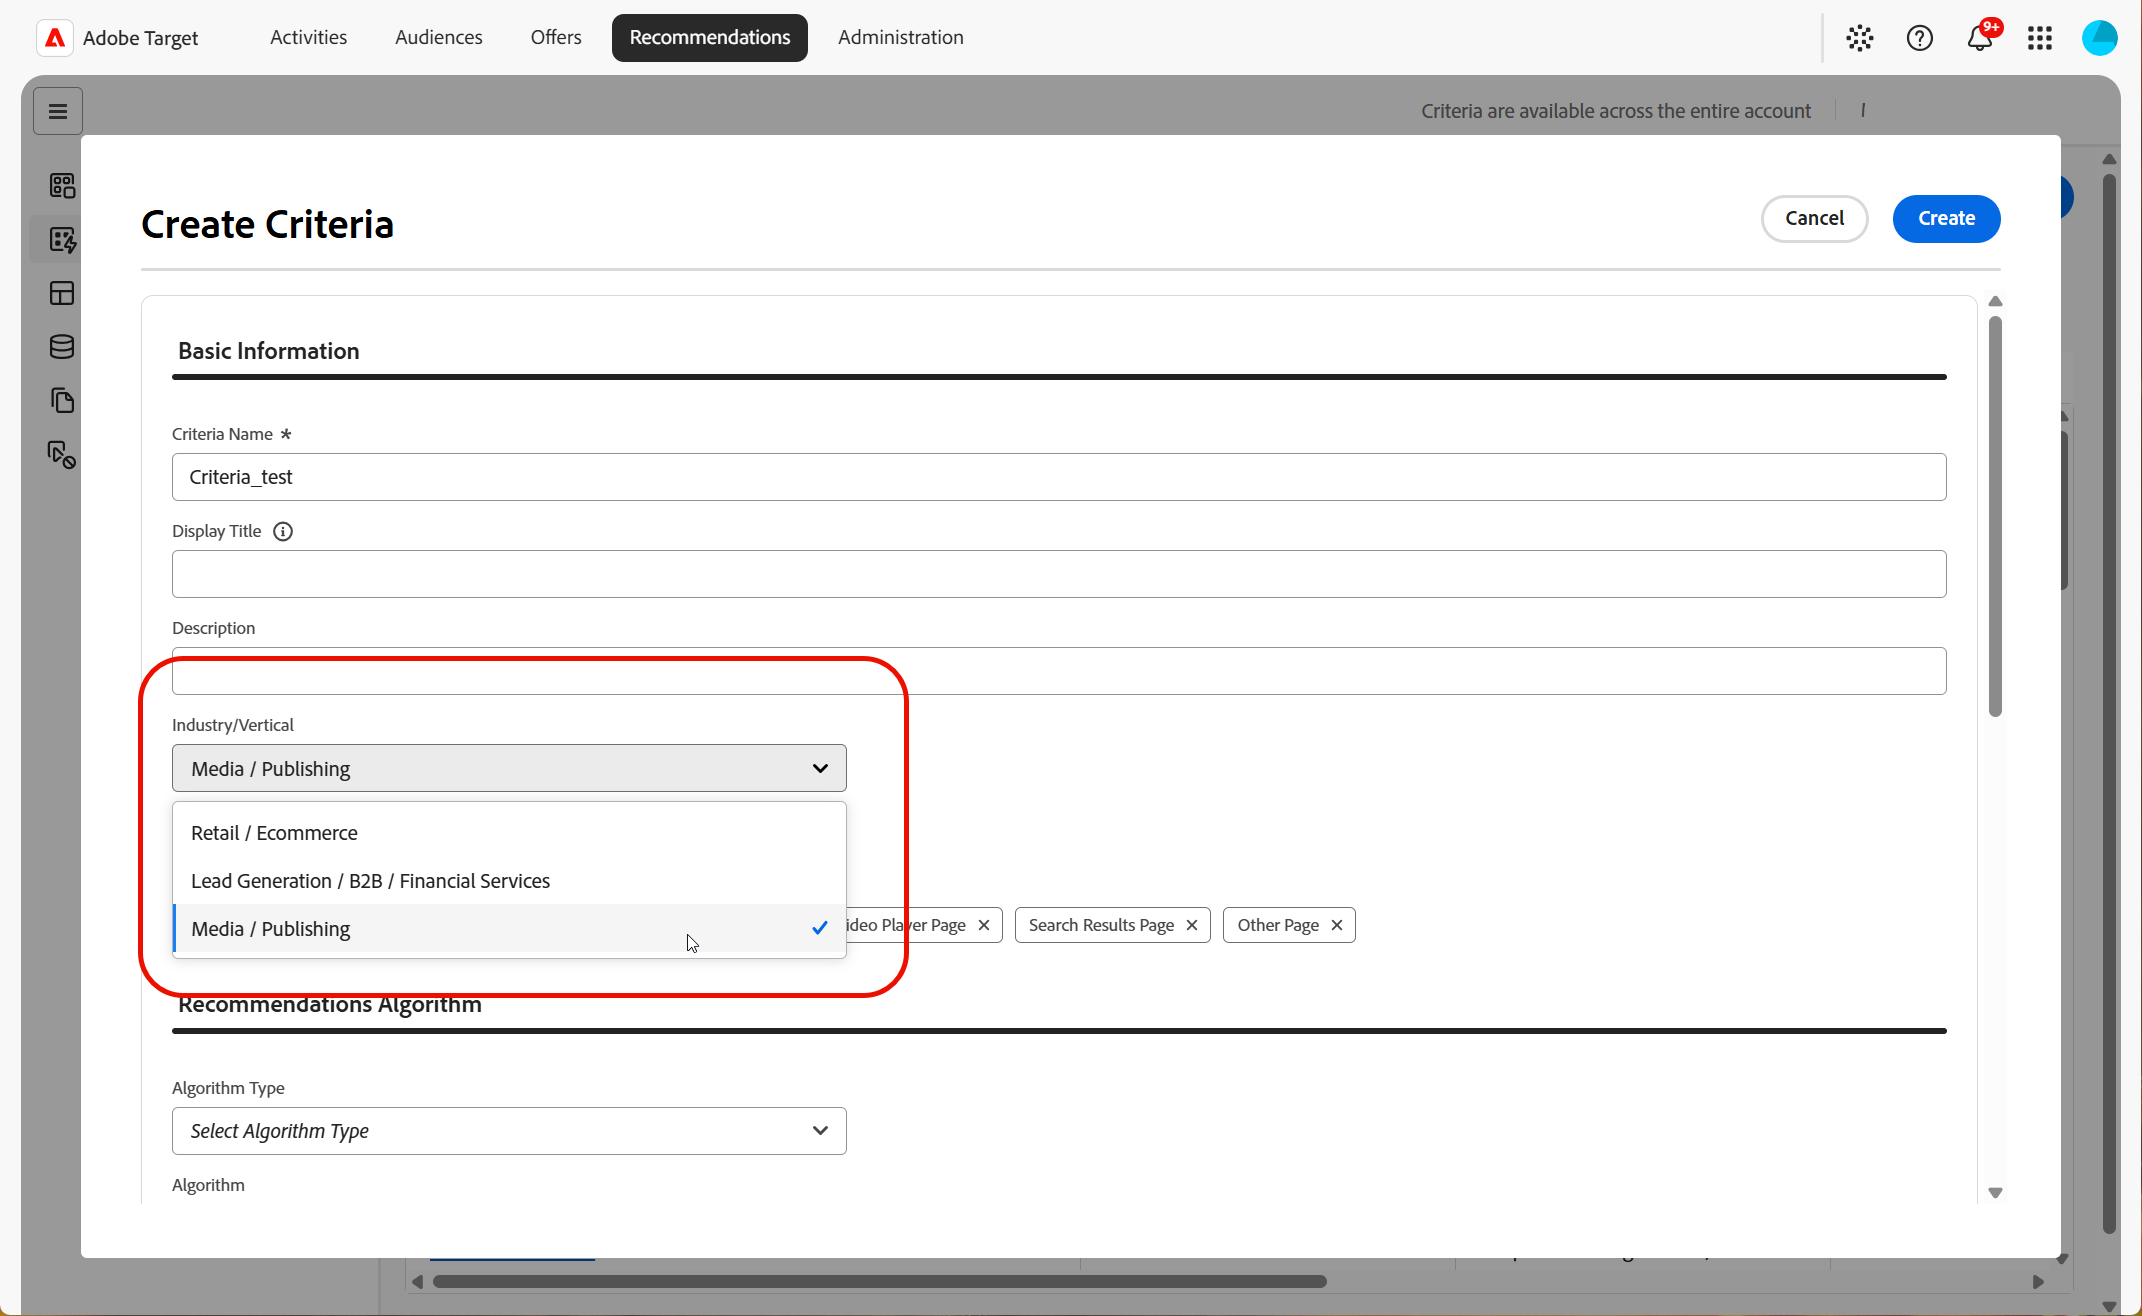 Adobe Target
Activities
Audiences
Offers
Recommendations
Administration
9+
Criteria are available across the entire account
Create Criteria
Cancel
Create
Basic Information
Criteria Name *
Criteria_test
Display Title
Description
Industry/Vertical
Media / Publishing
Retail / Ecommerce
Lead Generation / B2B / Financial Services
Media / Publishing
ideo Player Page
Search Results Page
Other Page
Recommendations Algorithm
Algorithm Type
Select Algorithm Type
Algorithm